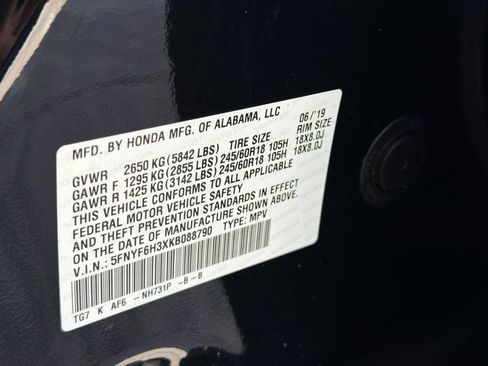 MFD. BY HONDA MFG. OF ALABAMA, LLC 06/'19
TIRE SIZE RIM SIZE
GVWR 2650 KG(5842 LBS)
GAWR F 1295 KG(2855 LBS) 245/60R18 105H 18X8.0J
GAWR R 1425 KG(3142 LBS) 245/60R18 105H 18X8.0J
THIS VEHICLE CONFORMS TO ALL APPLICABLE
FEDERAL MOTOR VEHICLE SAFETY
AND THEFT PREVENTION STANDARDS IN EFFECT
ON THE DATE OF MANUFACTURE SHOWN ABOVE.
V.I.N.: 5FNYF6H3XKB088790 TYPE: MPV
TG7 K AF6 -NH731P -B -B